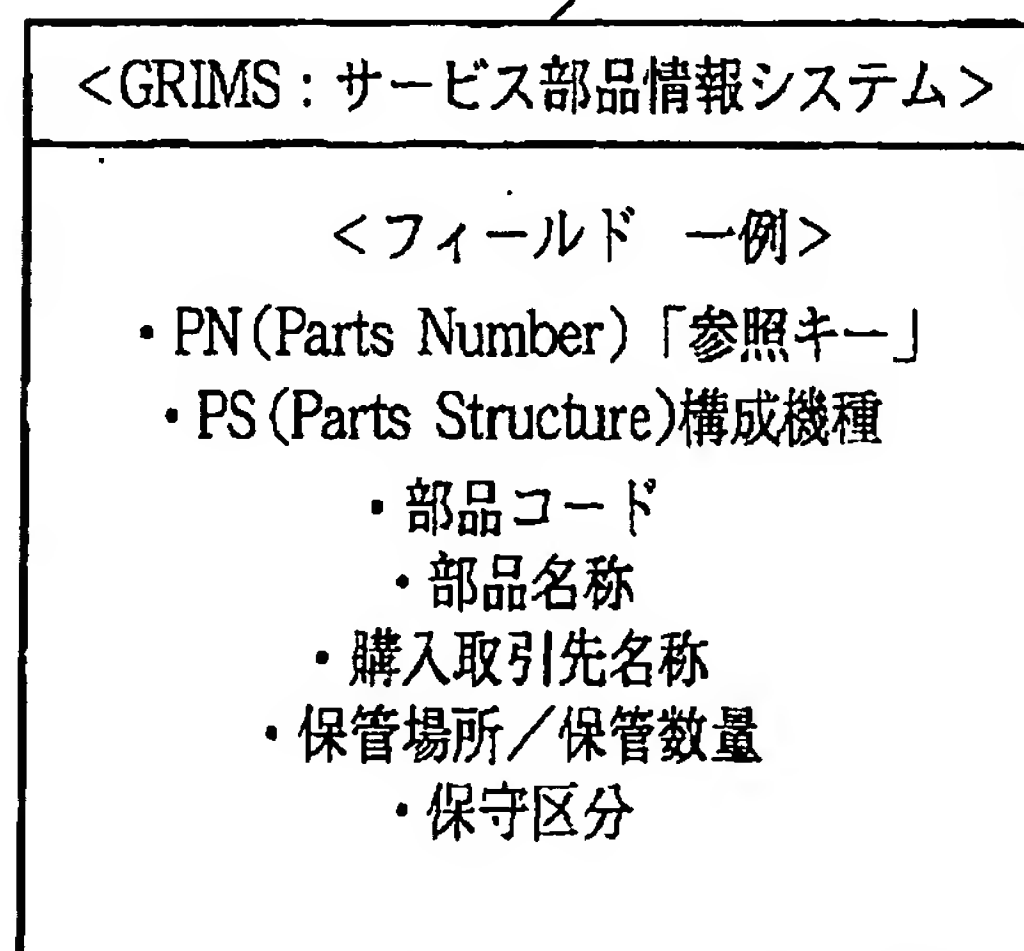 <GRIMS：サービス部品情報システム>
<フィールド　一例>
・PN(Parts Number)「参照キー」
・PS(Parts Structure)構成機種
・部品コード
・部品名称
・購入取引先名称
・保管場所／保管数量
・保守区分